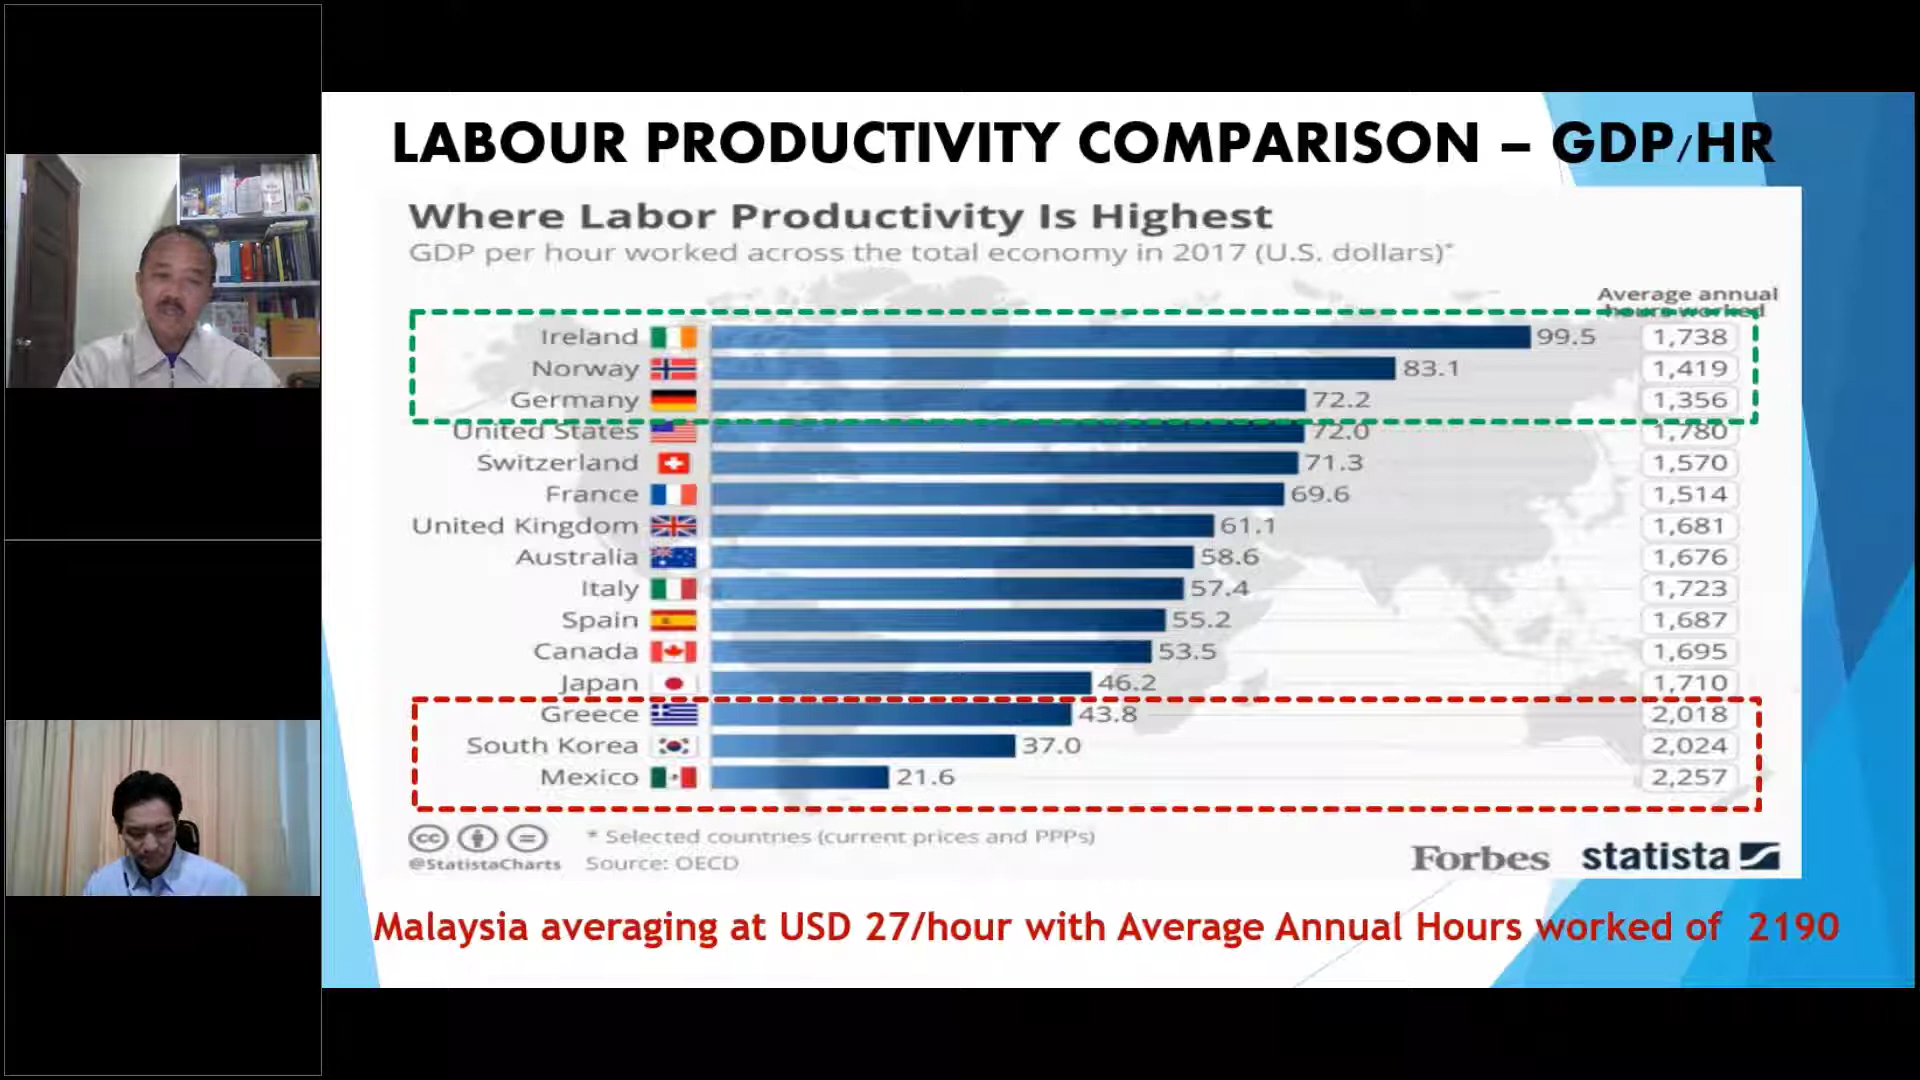 LABOUR PRODUCTIVITY COMPARISON – GDP/HR
Where Labor Productivity Is Highest
GDP per hour worked across the total economy in 2017 (U.S. dollars)*
Average annual
hours worked
Ireland 99.5 1,738
Norway 83.1 1,419
Germany 72.2 1,356
United States 72.0 1,780
Switzerland 71.3 1,570
France 69.6 1,514
United Kingdom 61.1 1,681
Australia 58.6 1,676
Italy 57.4 1,723
Spain 55.2 1,687
Canada 53.5 1,695
Japan 46.2 1,710
Greece 43.8 2,018
South Korea 37.0 2,024
Mexico 21.6 2,257
cc
* Selected countries (current prices and PPPs)
@StatistaCharts Source: OECD
Forbes statista
Malaysia averaging at USD 27/hour with Average Annual Hours worked of 2190